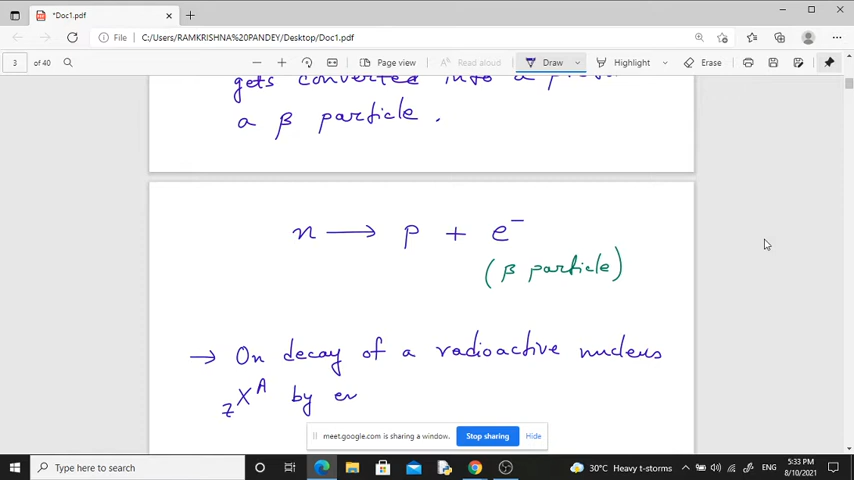 *Doc1.pdf
File
C:/Users/RAMKRISHNA%20PANDEY/Desktop/Doc1.pdf
3 of 40
Page view
Read aloud
Draw
Highlight
Erase
gets converted into a
a β particle.
n → p + e⁻
(β particle)
→ On decay of a radioactive nucleus
zXᴬ by em
meet.google.com is sharing a window.
Stop sharing
Hide
Type here to search
30°C Heavy t-storms
ENG
5:33 PM
8/10/2021